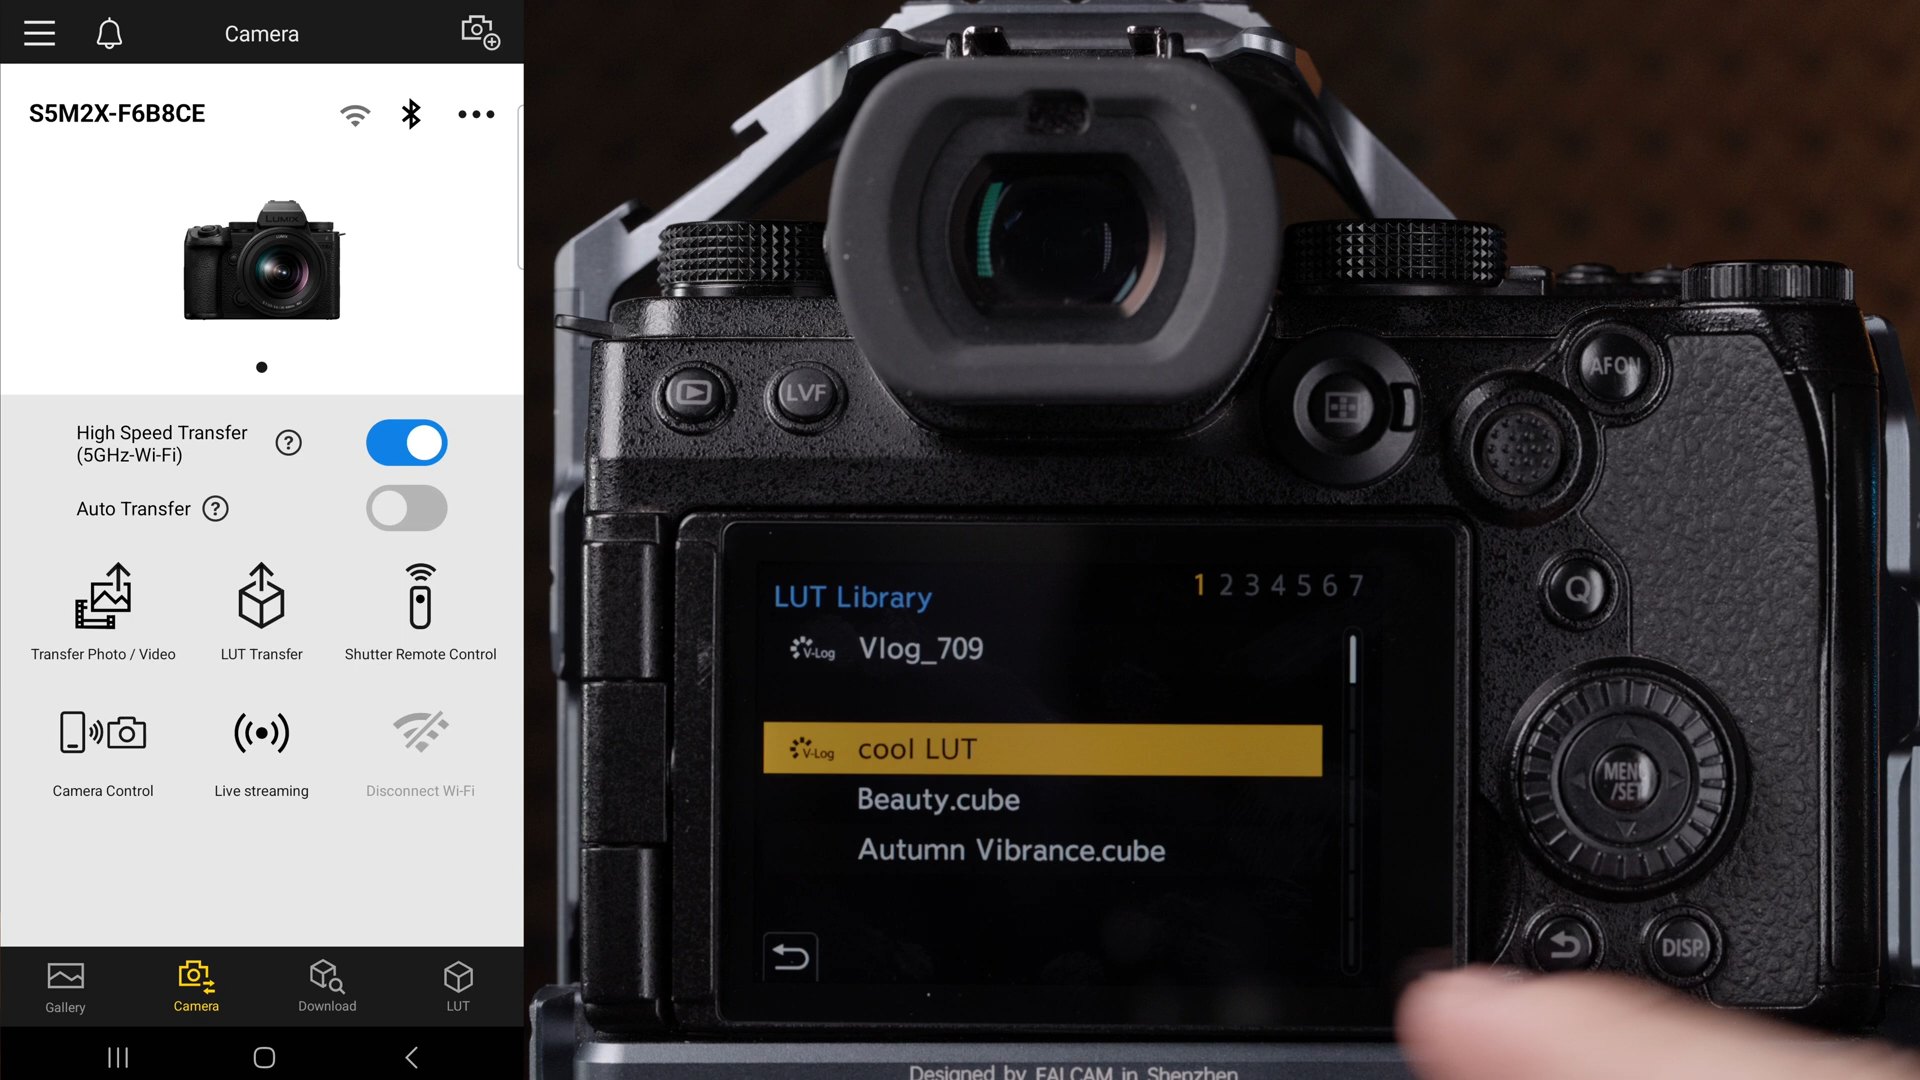 Camera
S5M2X-F6B8CE
LUMIX
High Speed Transfer
(5GHz-Wi-Fi)
Auto Transfer
Transfer Photo / Video
LUT Transfer
Shutter Remote Control
Camera Control
Live streaming
Disconnect Wi-Fi
Gallery
Camera
Download
LUT
LVF
AF ON
Q
MENU
/SET
DISP.
LUT Library
1 2 3 4 5 6 7
V-Log Vlog_709
V-Log cool LUT
Beauty.cube
Autumn Vibrance.cube
Designed by FALCAM in Shenzhen